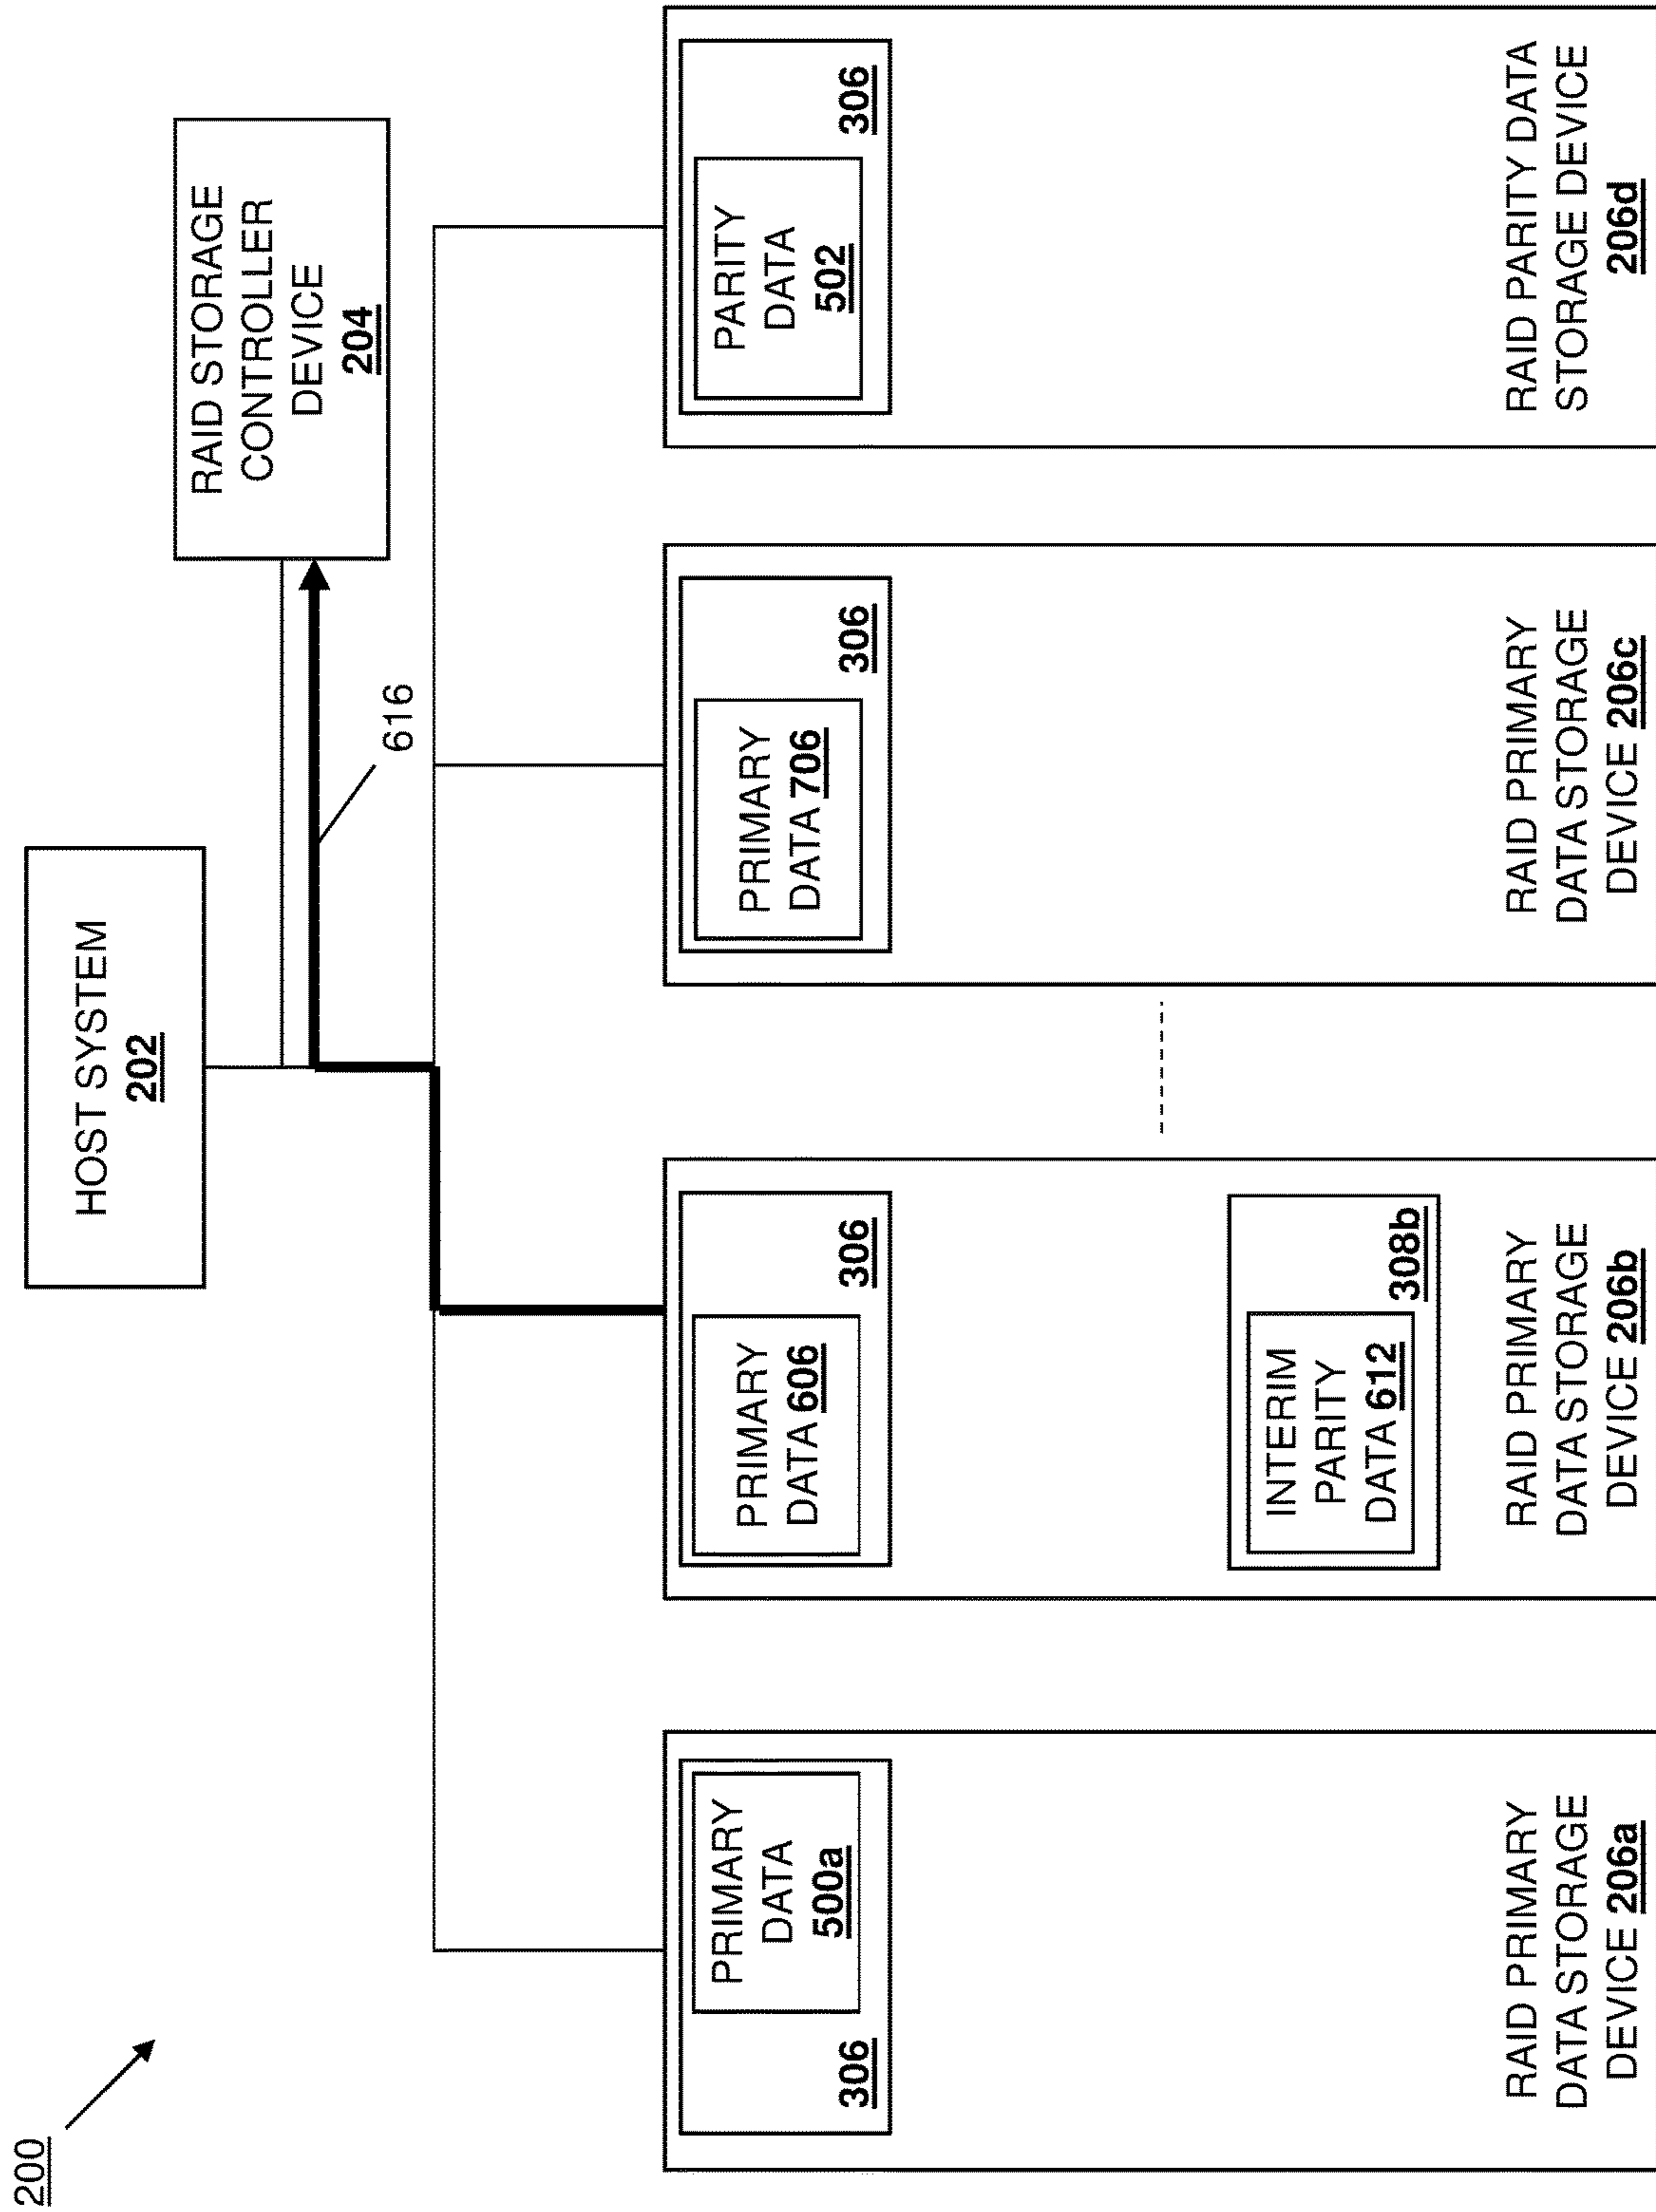 200
HOST SYSTEM
202
RAID STORAGE
CONTROLLER
DEVICE
204
616
PRIMARY
DATA
500a
306
RAID PRIMARY
DATA STORAGE
DEVICE 206a
PRIMARY
DATA 606
306
INTERIM
PARITY
DATA 612
308b
RAID PRIMARY
DATA STORAGE
DEVICE 206b
PRIMARY
DATA 706
306
RAID PRIMARY
DATA STORAGE
DEVICE 206c
PARITY
DATA
502
306
RAID PARITY DATA
STORAGE DEVICE
206d